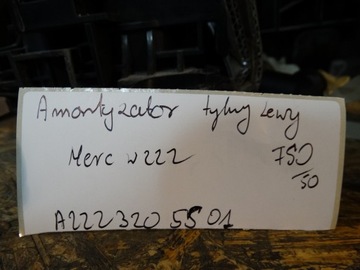 Amortyzator tylny Lewy
Merc w222 750
/50
A222 320 55 01